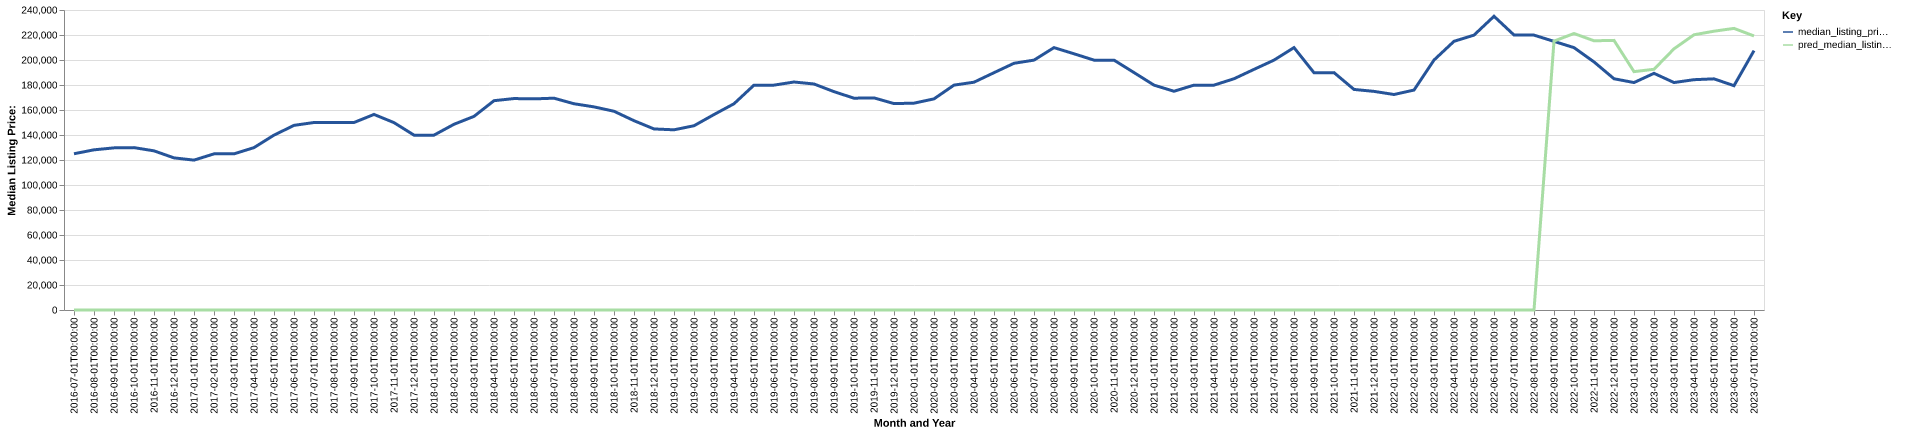 240,000
220,000
200,000
180,000
160,000
140,000
120,000
100,000
80,000
60,000
40,000
20,000
0
Median Listing Price:
2016-07-01T00:00:00
2016-08-01T00:00:00
2016-09-01T00:00:00
2016-10-01T00:00:00
2016-11-01T00:00:00
2016-12-01T00:00:00
2017-01-01T00:00:00
2017-02-01T00:00:00
2017-03-01T00:00:00
2017-04-01T00:00:00
2017-05-01T00:00:00
2017-06-01T00:00:00
2017-07-01T00:00:00
2017-08-01T00:00:00
2017-09-01T00:00:00
2017-10-01T00:00:00
2017-11-01T00:00:00
2017-12-01T00:00:00
2018-01-01T00:00:00
2018-02-01T00:00:00
2018-03-01T00:00:00
2018-04-01T00:00:00
2018-05-01T00:00:00
2018-06-01T00:00:00
2018-07-01T00:00:00
2018-08-01T00:00:00
2018-09-01T00:00:00
2018-10-01T00:00:00
2018-11-01T00:00:00
2018-12-01T00:00:00
2019-01-01T00:00:00
2019-02-01T00:00:00
2019-03-01T00:00:00
2019-04-01T00:00:00
2019-05-01T00:00:00
2019-06-01T00:00:00
2019-07-01T00:00:00
2019-08-01T00:00:00
2019-09-01T00:00:00
2019-10-01T00:00:00
2019-11-01T00:00:00
2019-12-01T00:00:00
2020-01-01T00:00:00
2020-02-01T00:00:00
2020-03-01T00:00:00
2020-04-01T00:00:00
2020-05-01T00:00:00
2020-06-01T00:00:00
2020-07-01T00:00:00
2020-08-01T00:00:00
2020-09-01T00:00:00
2020-10-01T00:00:00
2020-11-01T00:00:00
2020-12-01T00:00:00
2021-01-01T00:00:00
2021-02-01T00:00:00
2021-03-01T00:00:00
2021-04-01T00:00:00
2021-05-01T00:00:00
2021-06-01T00:00:00
2021-07-01T00:00:00
2021-08-01T00:00:00
2021-09-01T00:00:00
2021-10-01T00:00:00
2021-11-01T00:00:00
2021-12-01T00:00:00
2022-01-01T00:00:00
2022-02-01T00:00:00
2022-03-01T00:00:00
2022-04-01T00:00:00
2022-05-01T00:00:00
2022-06-01T00:00:00
2022-07-01T00:00:00
2022-08-01T00:00:00
2022-09-01T00:00:00
2022-10-01T00:00:00
2022-11-01T00:00:00
2022-12-01T00:00:00
2023-01-01T00:00:00
2023-02-01T00:00:00
2023-03-01T00:00:00
2023-04-01T00:00:00
2023-05-01T00:00:00
2023-06-01T00:00:00
2023-07-01T00:00:00
Month and Year
Key
median_listing_pri…
pred_median_listin…